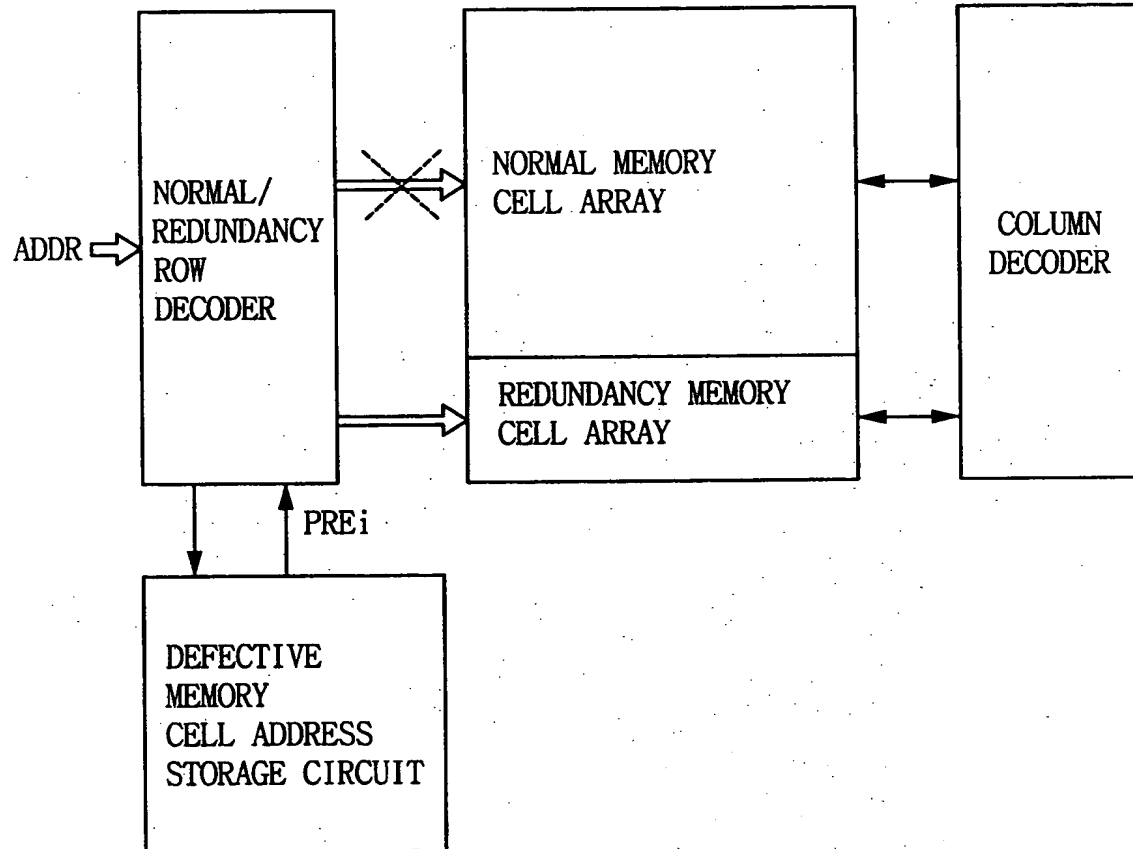 ADDR
NORMAL/
REDUNDANCY
ROW
DECODER
NORMAL MEMORY
CELL ARRAY
REDUNDANCY MEMORY
CELL ARRAY
COLUMN
DECODER
PREi
DEFECTIVE
MEMORY
CELL ADDRESS
STORAGE CIRCUIT